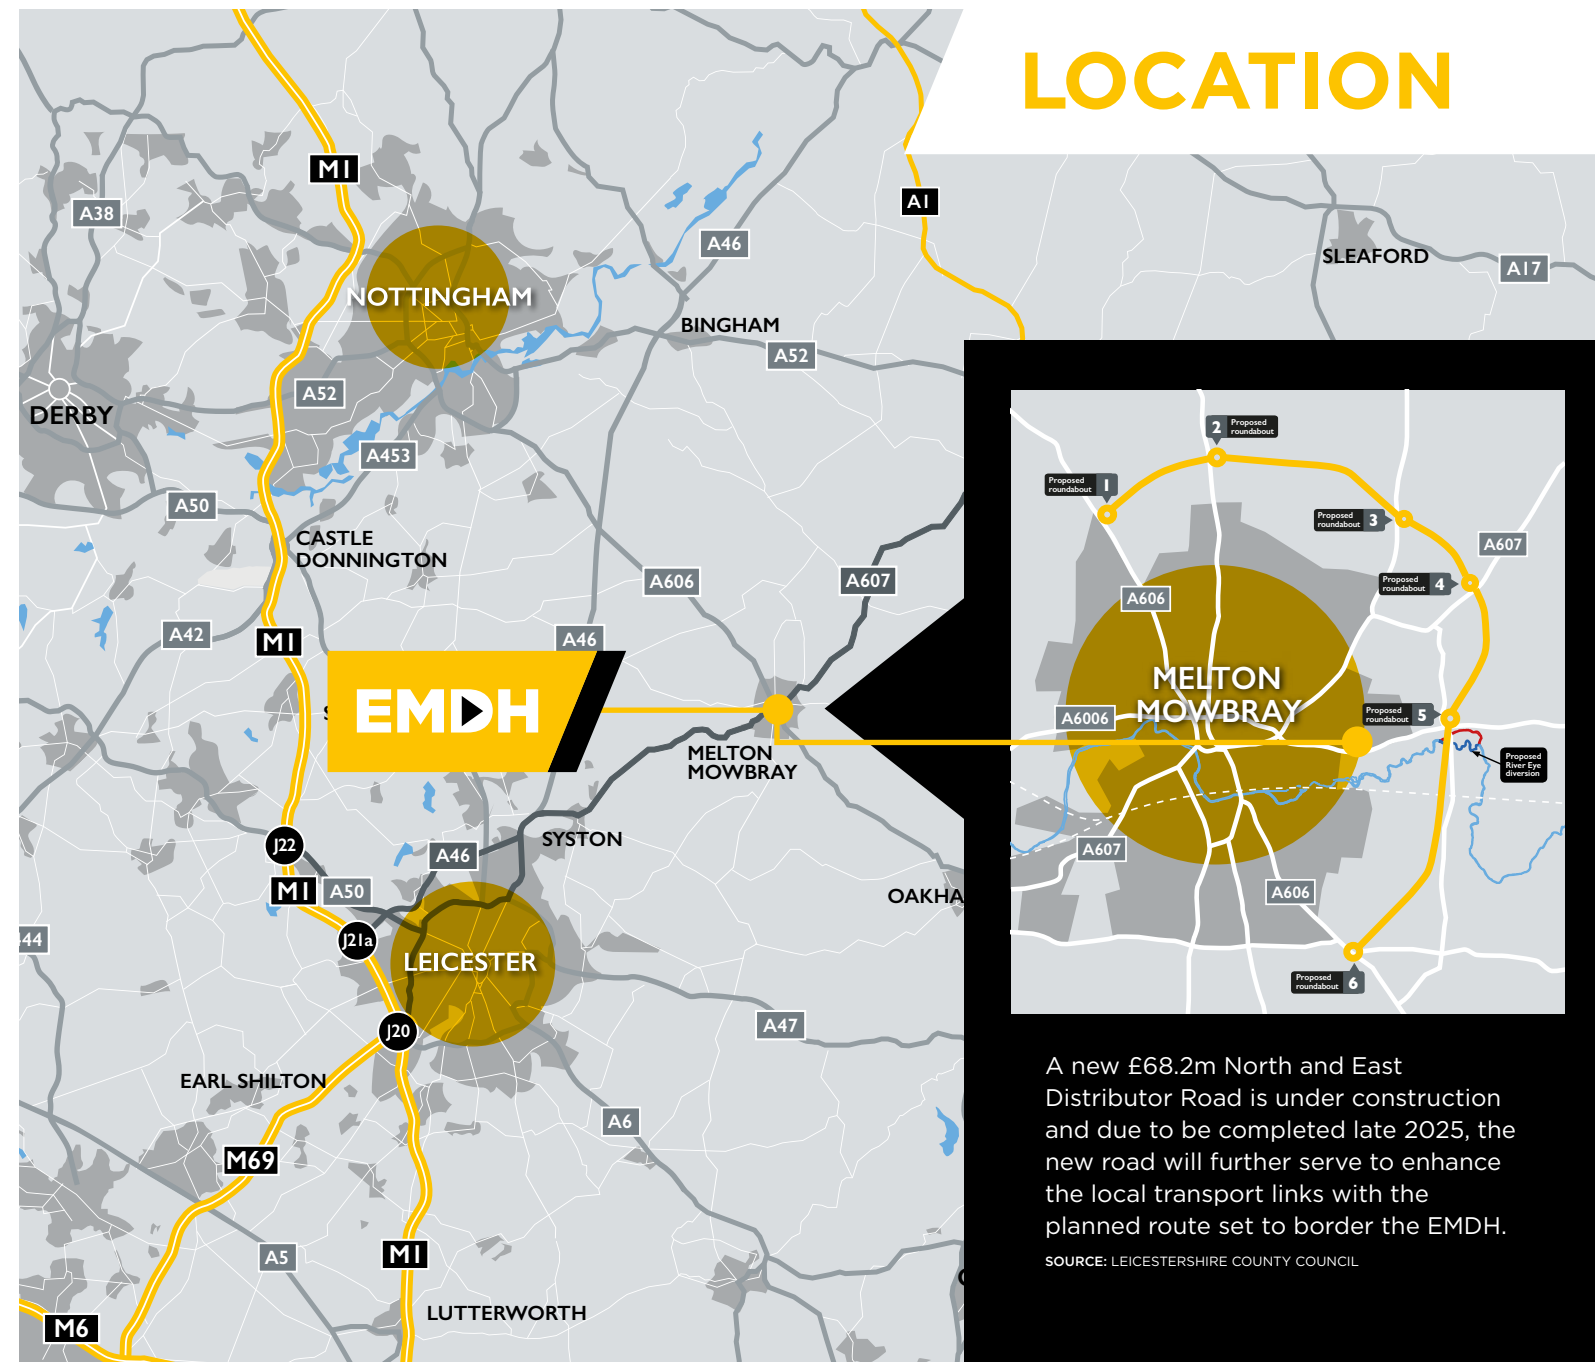 LOCATION
M1
A38
A1
A46
SLEAFORD
A17
NOTTINGHAM
BINGHAM
A52
A52
DERBY
A453
A50
CASTLE
DONNINGTON
A606
A607
A42
M1
A46
EMDH
MELTON
MOWBRAY
SYSTON
J22
A46
M1
A50
OAKHA
J21a
44
LEICESTER
J20
A47
EARL SHILTON
A6
M69
A5
M1
LUTTERWORTH
M6
2 Proposed
roundabout
Proposed
roundabout 1
Proposed
roundabout 3
A607
Proposed
roundabout 4
A606
MELTON
MOWBRAY
A6006
Proposed
roundabout 5
Proposed
River Eye
diversion
A607
A606
Proposed
roundabout 6
A new £68.2m North and East
Distributor Road is under construction
and due to be completed late 2025, the
new road will further serve to enhance
the local transport links with the
planned route set to border the EMDH.
SOURCE: LEICESTERSHIRE COUNTY COUNCIL